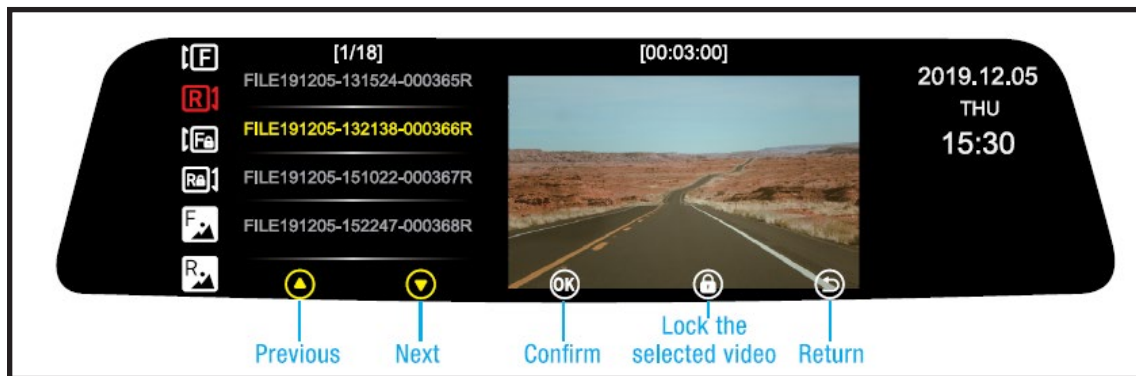 [1/18]
[00:03:00]
F
R
F
R
F
R
FILE191205-131524-000365R
FILE191205-132138-000366R
FILE191205-151022-000367R
FILE191205-152247-000368R
2019.12.05
THU
15:30
OK
Previous
Next
Confirm
Lock the
selected video
Return